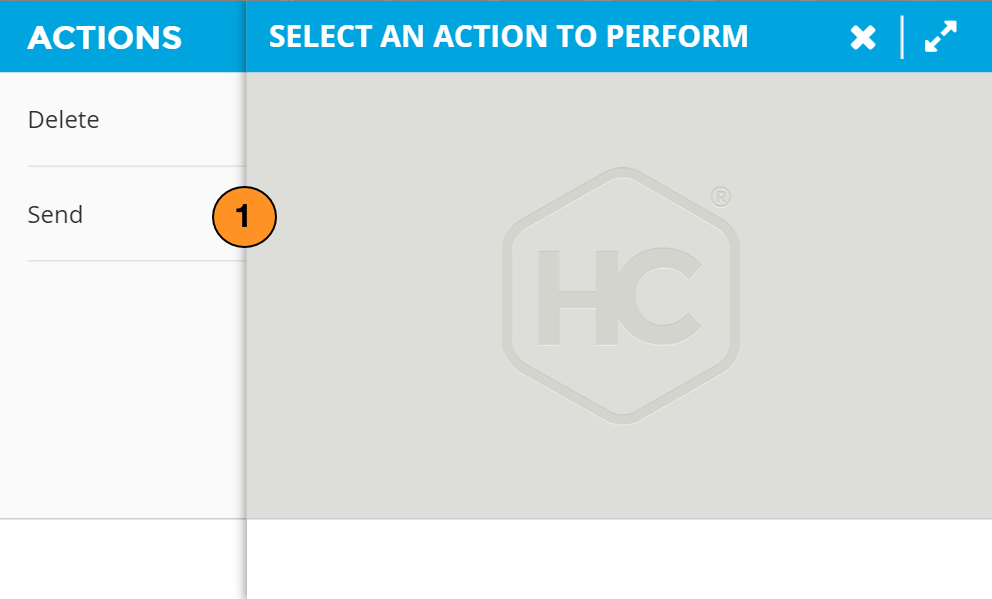 ACTIONS
SELECT AN ACTION TO PERFORM
Delete
Send
1
HC
®